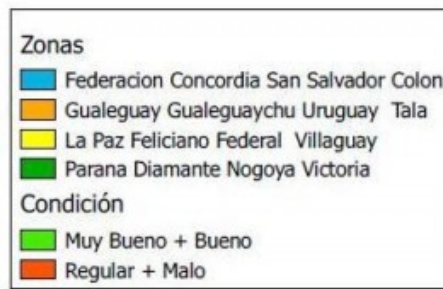 Zonas
Federacion Concordia San Salvador Colon
Gualeguay Gualeguaychu Uruguay Tala
La Paz Feliciano Federal Villaguay
Parana Diamante Nogoya Victoria
Condición
Muy Bueno + Bueno
Regular + Malo